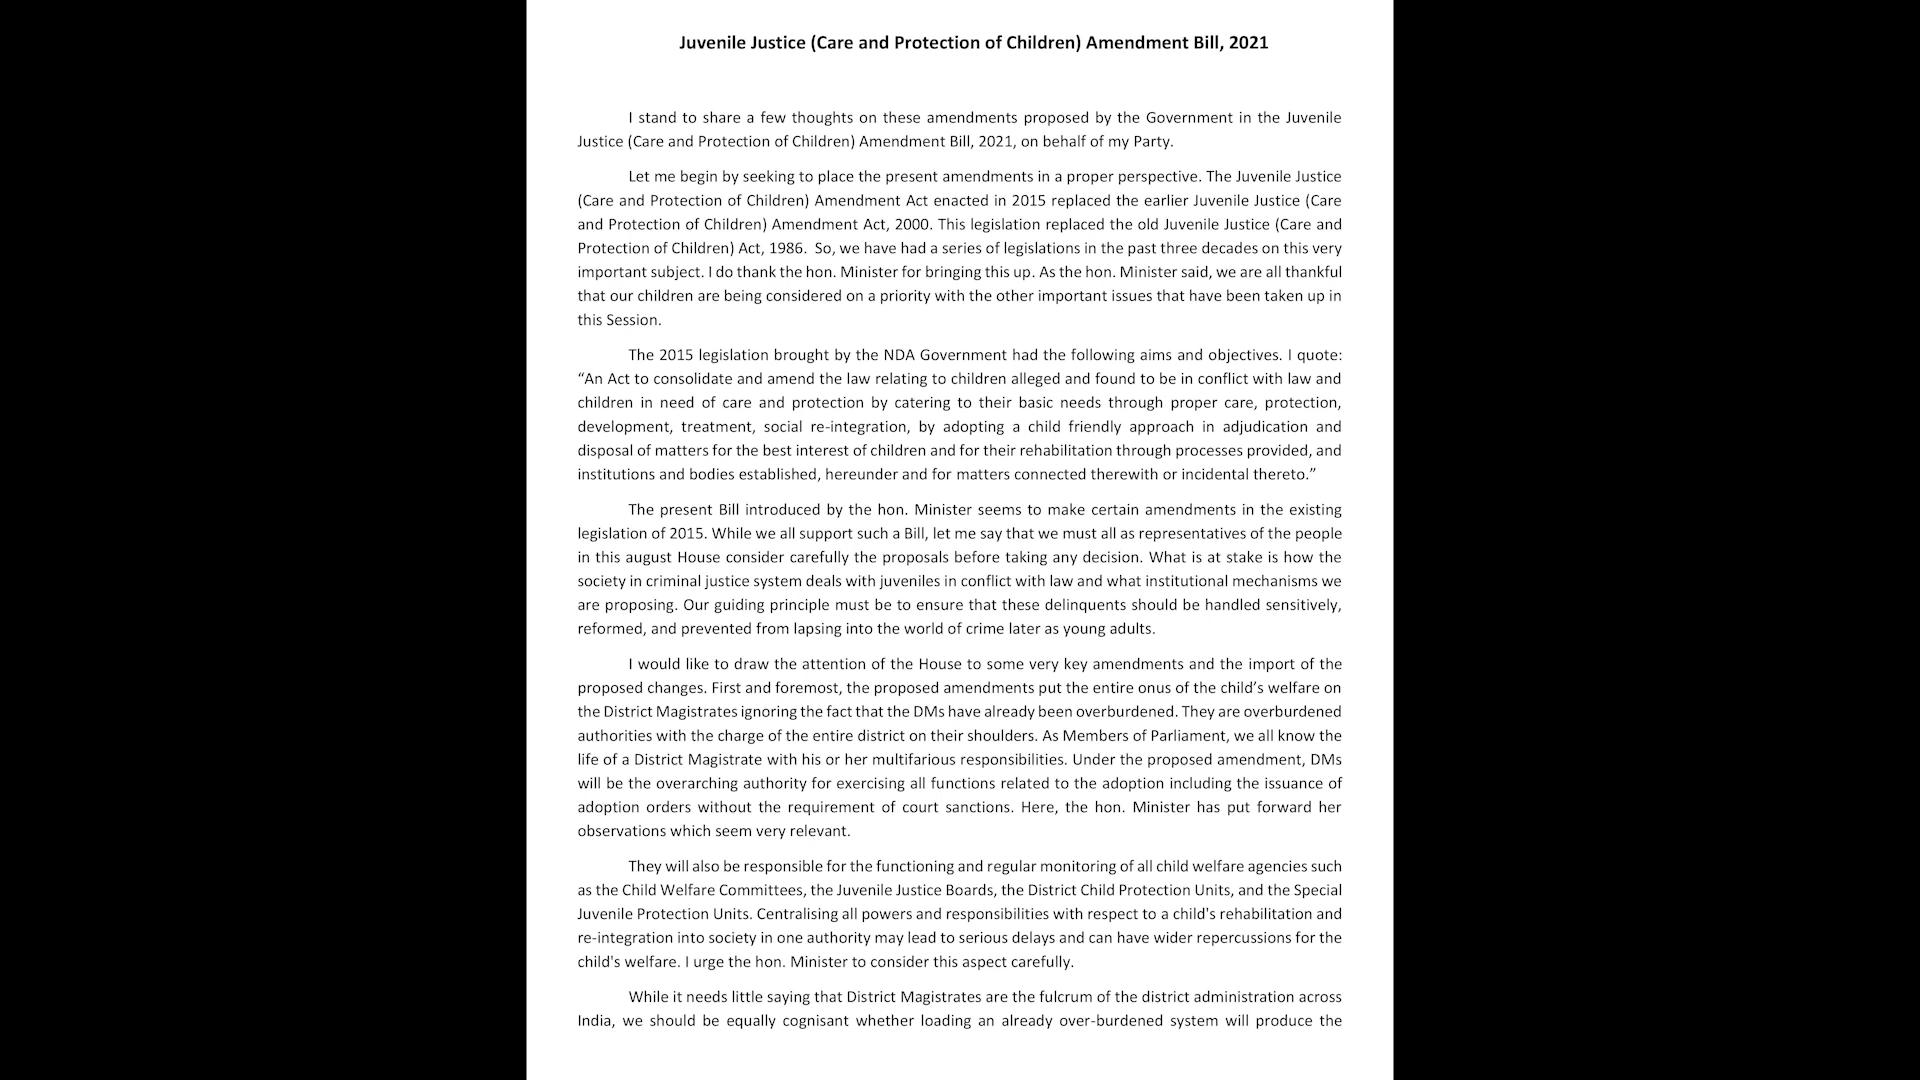 Juvenile Justice (Care and Protection of Children) Amendment Bill, 2021
I stand to share a few thoughts on these amendments proposed by the Government in the Juvenile
Justice (Care and Protection of Children) Amendment Bill, 2021, on behalf of my Party.
Let me begin by seeking to place the present amendments in a proper perspective. The Juvenile Justice
(Care and Protection of Children) Amendment Act enacted in 2015 replaced the earlier Juvenile Justice (Care
and Protection of Children) Amendment Act, 2000. This legislation replaced the old Juvenile Justice (Care and
Protection of Children) Act, 1986.  So, we have had a series of legislations in the past three decades on this very
important subject. I do thank the hon. Minister for bringing this up. As the hon. Minister said, we are all thankful
that our children are being considered on a priority with the other important issues that have been taken up in
this Session.
The 2015 legislation brought by the NDA Government had the following aims and objectives. I quote:
“An Act to consolidate and amend the law relating to children alleged and found to be in conflict with law and
children in need of care and protection by catering to their basic needs through proper care, protection,
development, treatment, social re-integration, by adopting a child friendly approach in adjudication and
disposal of matters for the best interest of children and for their rehabilitation through processes provided, and
institutions and bodies established, hereunder and for matters connected therewith or incidental thereto.”
The present Bill introduced by the hon. Minister seems to make certain amendments in the existing
legislation of 2015. While we all support such a Bill, let me say that we must all as representatives of the people
in this august House consider carefully the proposals before taking any decision. What is at stake is how the
society in criminal justice system deals with juveniles in conflict with law and what institutional mechanisms we
are proposing. Our guiding principle must be to ensure that these delinquents should be handled sensitively,
reformed, and prevented from lapsing into the world of crime later as young adults.
I would like to draw the attention of the House to some very key amendments and the import of the
proposed changes. First and foremost, the proposed amendments put the entire onus of the child’s welfare on
the District Magistrates ignoring the fact that the DMs have already been overburdened. They are overburdened
authorities with the charge of the entire district on their shoulders. As Members of Parliament, we all know the
life of a District Magistrate with his or her multifarious responsibilities. Under the proposed amendment, DMs
will be the overarching authority for exercising all functions related to the adoption including the issuance of
adoption orders without the requirement of court sanctions. Here, the hon. Minister has put forward her
observations which seem very relevant.
They will also be responsible for the functioning and regular monitoring of all child welfare agencies such
as the Child Welfare Committees, the Juvenile Justice Boards, the District Child Protection Units, and the Special
Juvenile Protection Units. Centralising all powers and responsibilities with respect to a child's rehabilitation and
re-integration into society in one authority may lead to serious delays and can have wider repercussions for the
child's welfare. I urge the hon. Minister to consider this aspect carefully.
While it needs little saying that District Magistrates are the fulcrum of the district administration across
India, we should be equally cognisant whether loading an already over-burdened system will produce the